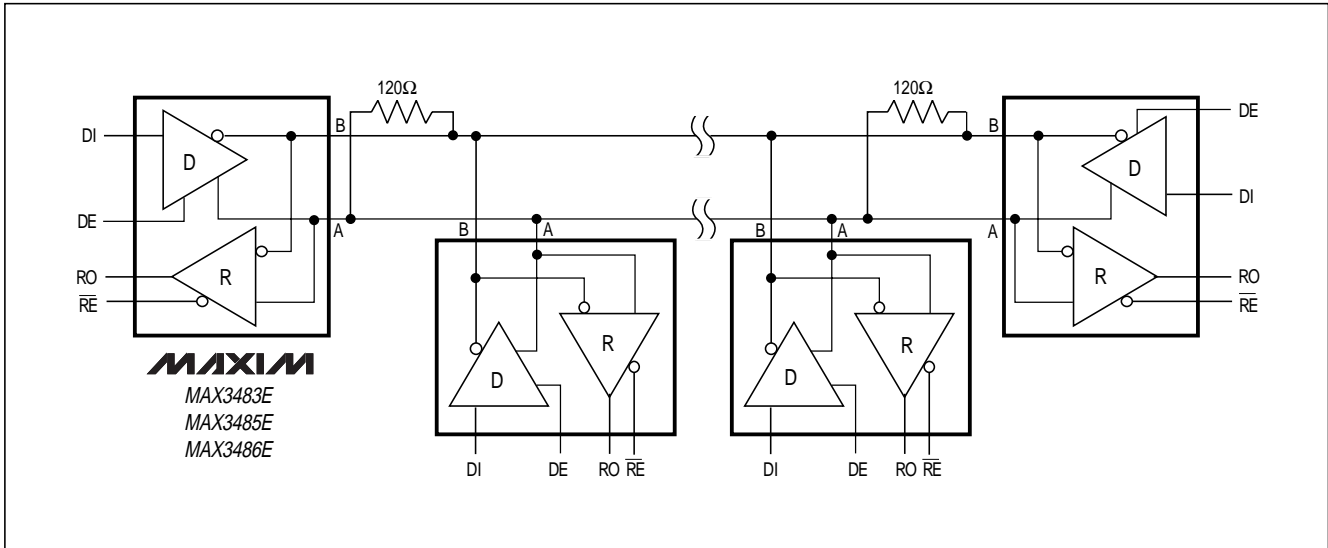 120Ω 120Ω
DI B B DE
D D
DE A A DI
B A B A
RO R R RO
RE RE
R R
D D
MAXIM
MAX3483E
MAX3485E
MAX3486E
DI DE RO RE DI DE RO RE